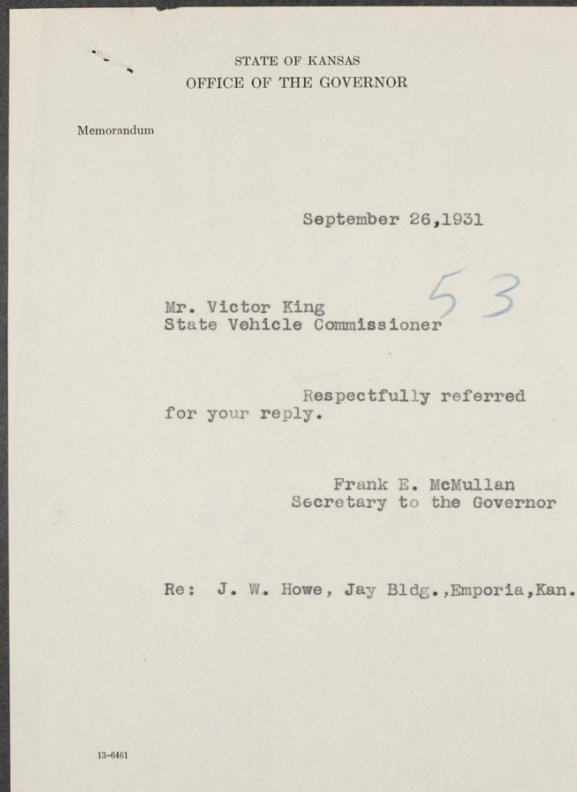 STATE OF KANSAS
OFFICE OF THE GOVERNOR
Memorandum
September 26,1931
53
Mr. Victor King
State Vehicle Commissioner
Respectfully referred
for your reply.
Frank E. McMullan
Secretary to the Governor
Re: J. W. Howe, Jay Bldg.,Emporia,Kan.
13-6461